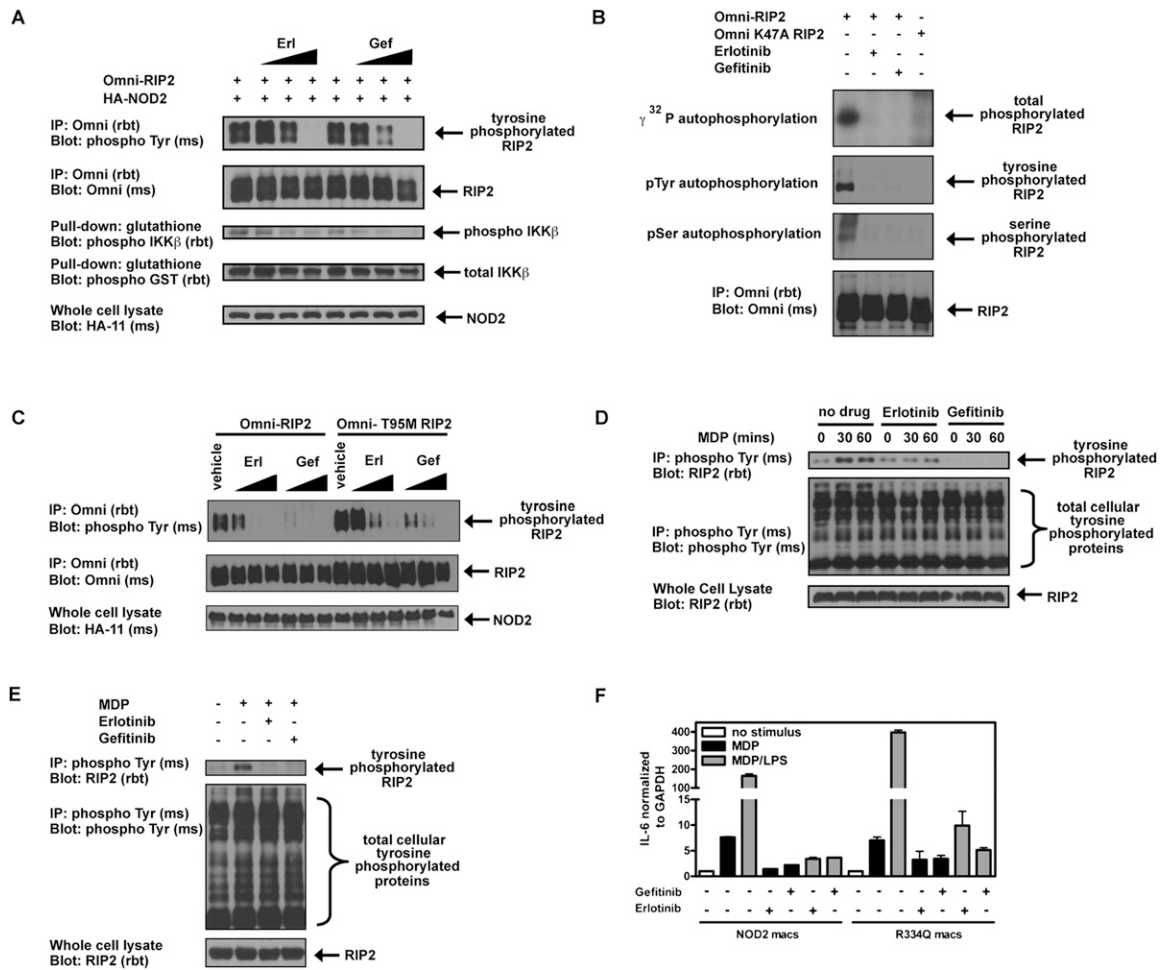 A
Erl Gef
Omni-RIP2 + + + + + + + +
HA-NOD2 + + + + + + + +
IP: Omni (rbt)
Blot: phospho Tyr (ms)
tyrosine
phosphorylated
RIP2
IP: Omni (rbt)
Blot: Omni (ms)
RIP2
Pull-down: glutathione
Blot: phospho IKKβ (rbt)
phospho IKKβ
Pull-down: glutathione
Blot: phospho GST (rbt)
total IKKβ
Whole cell lysate
Blot: HA-11 (ms)
NOD2
B
Omni-RIP2 + + + -
Omni K47A RIP2 - - - +
Erlotinib - + - -
Gefitinib - - + -
γ 32 P autophosphorylation
total
phosphorylated
RIP2
pTyr autophosphorylation
tyrosine
phosphorylated
RIP2
pSer autophosphorylation
serine
phosphorylated
RIP2
IP: Omni (rbt)
Blot: Omni (ms)
RIP2
C
Omni-RIP2 Omni- T95M RIP2
vehicle Erl Gef vehicle Erl Gef
IP: Omni (rbt)
Blot: phospho Tyr (ms)
tyrosine
phosphorylated
RIP2
IP: Omni (rbt)
Blot: Omni (ms)
RIP2
Whole cell lysate
Blot: HA-11 (ms)
NOD2
D
no drug Erlotinib Gefitinib
MDP (mins) 0 30 60 0 30 60 0 30 60
IP: phospho Tyr (ms)
Blot: RIP2 (rbt)
tyrosine
phosphorylated
RIP2
IP: phospho Tyr (ms)
Blot: phospho Tyr (ms)
total cellular
tyrosine
phosphorylated
proteins
Whole Cell Lysate
Blot: RIP2 (rbt)
RIP2
E
MDP - + + +
Erlotinib - - + -
Gefitinib - - - +
IP: phospho Tyr (ms)
Blot: RIP2 (rbt)
tyrosine
phosphorylated
RIP2
IP: phospho Tyr (ms)
Blot: phospho Tyr (ms)
total cellular
tyrosine
phosphorylated
proteins
Whole cell lysate
Blot: RIP2 (rbt)
RIP2
F
IL-6 normalized
to GAPDH
400
300
200
100
15
10
5
0
no stimulus
MDP
MDP/LPS
Gefitinib - - - - + - + - - - - + - +
Erlotinib - - - + - + - - - - + - + -
NOD2 macs R334Q macs